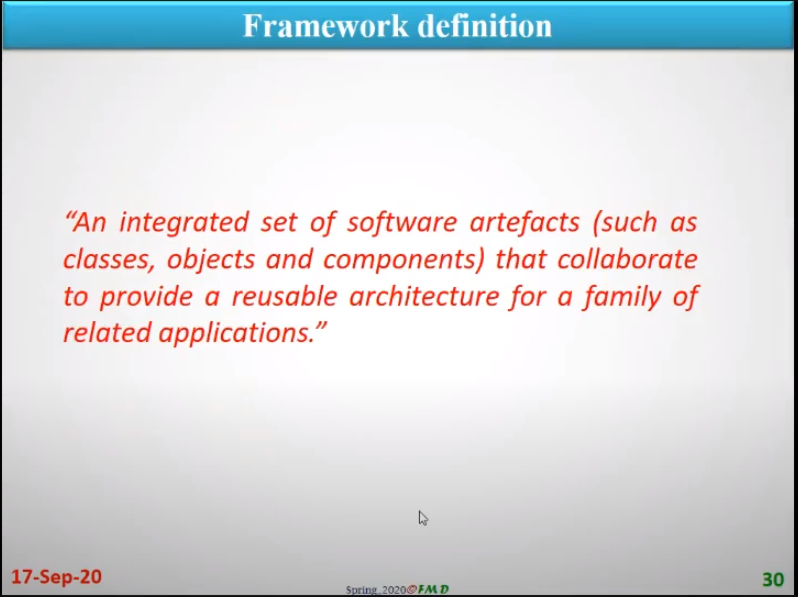 Framework definition
“An integrated set of software artefacts (such as
classes, objects and components) that collaborate
to provide a reusable architecture for a family of
related applications.”
17-Sep-20
Spring_2020©FMD
30